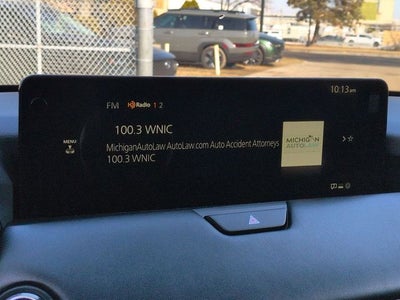 10:13 am
FM HD Radio 1 2
100.3 WNIC
MENU
MichiganAutoLaw AutoLaw.com Auto Accident Attorneys
100.3 WNIC
MICHIGAN
AUTO LAW